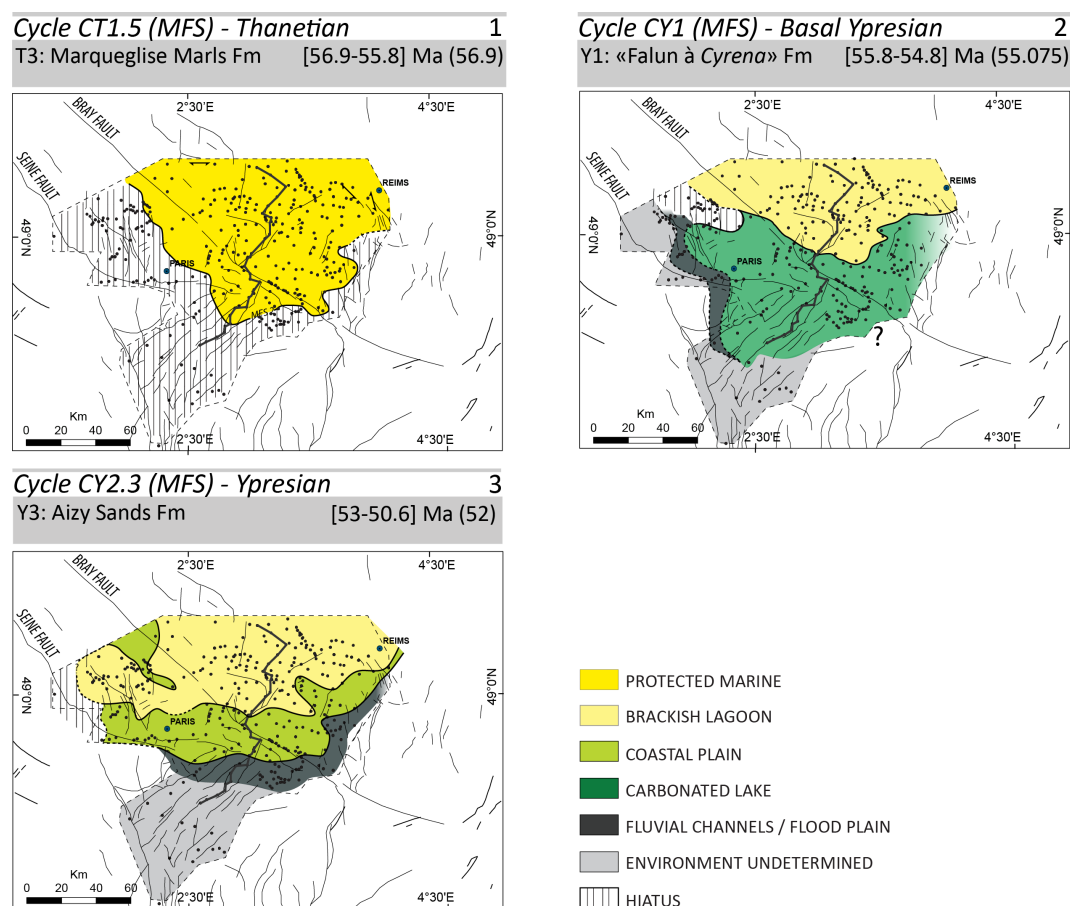 Cycle CT1.5 (MFS) - Thanetian 1
T3: Marqueglise Marls Fm [56.9-55.8] Ma (56.9)
2°30'E 4°30'E
BRAY FAULT
SEINE FAULT
REIMS
49°0'N 49°0'N
PARIS
MFS
Km
0 20 40 60
2°30'E 4°30'E
Cycle CY1 (MFS) - Basal Ypresian 2
Y1: «Falun à Cyrena» Fm [55.8-54.8] Ma (55.075)
2°30'E 4°30'E
BRAY FAULT
SEINE FAULT
REIMS
49°0'N 49°0'N
PARIS
?
Km
0 20 40 60
2°30'E 4°30'E
Cycle CY2.3 (MFS) - Ypresian 3
Y3: Aizy Sands Fm [53-50.6] Ma (52)
2°30'E 4°30'E
BRAY FAULT
SEINE FAULT
REIMS
49°0'N 49°0'N
PARIS
Km
0 20 40 60
2°30'E 4°30'E
PROTECTED MARINE
BRACKISH LAGOON
COASTAL PLAIN
CARBONATED LAKE
FLUVIAL CHANNELS / FLOOD PLAIN
ENVIRONMENT UNDETERMINED
HIATUS